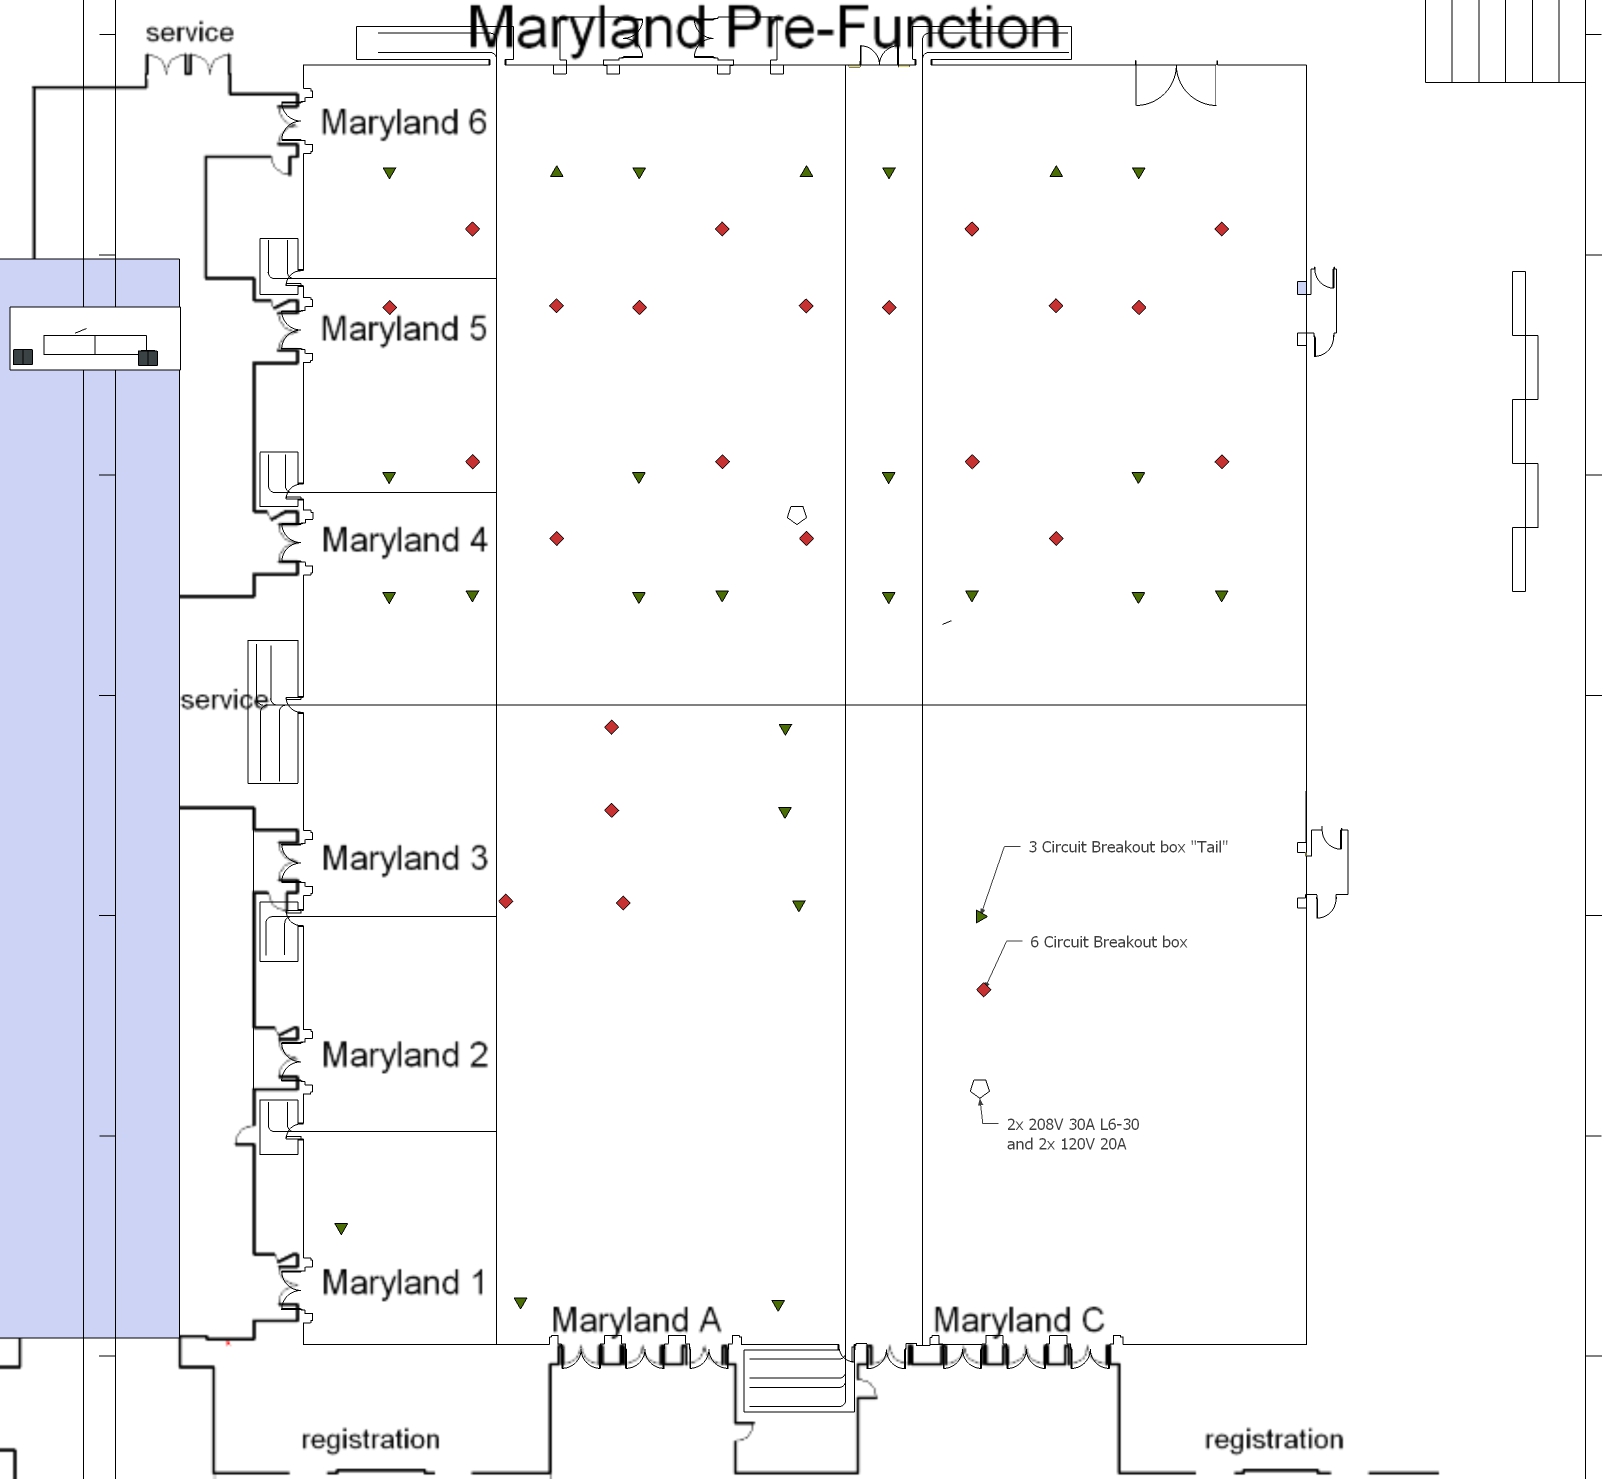 Maryland Pre-Function
service
Maryland 6
Maryland 5
Maryland 4
service
Maryland 3
3 Circuit Breakout box "Tail"
6 Circuit Breakout box
Maryland 2
2x 208V 30A L6-30
and 2x 120V 20A
Maryland 1
Maryland A
Maryland C
registration
registration